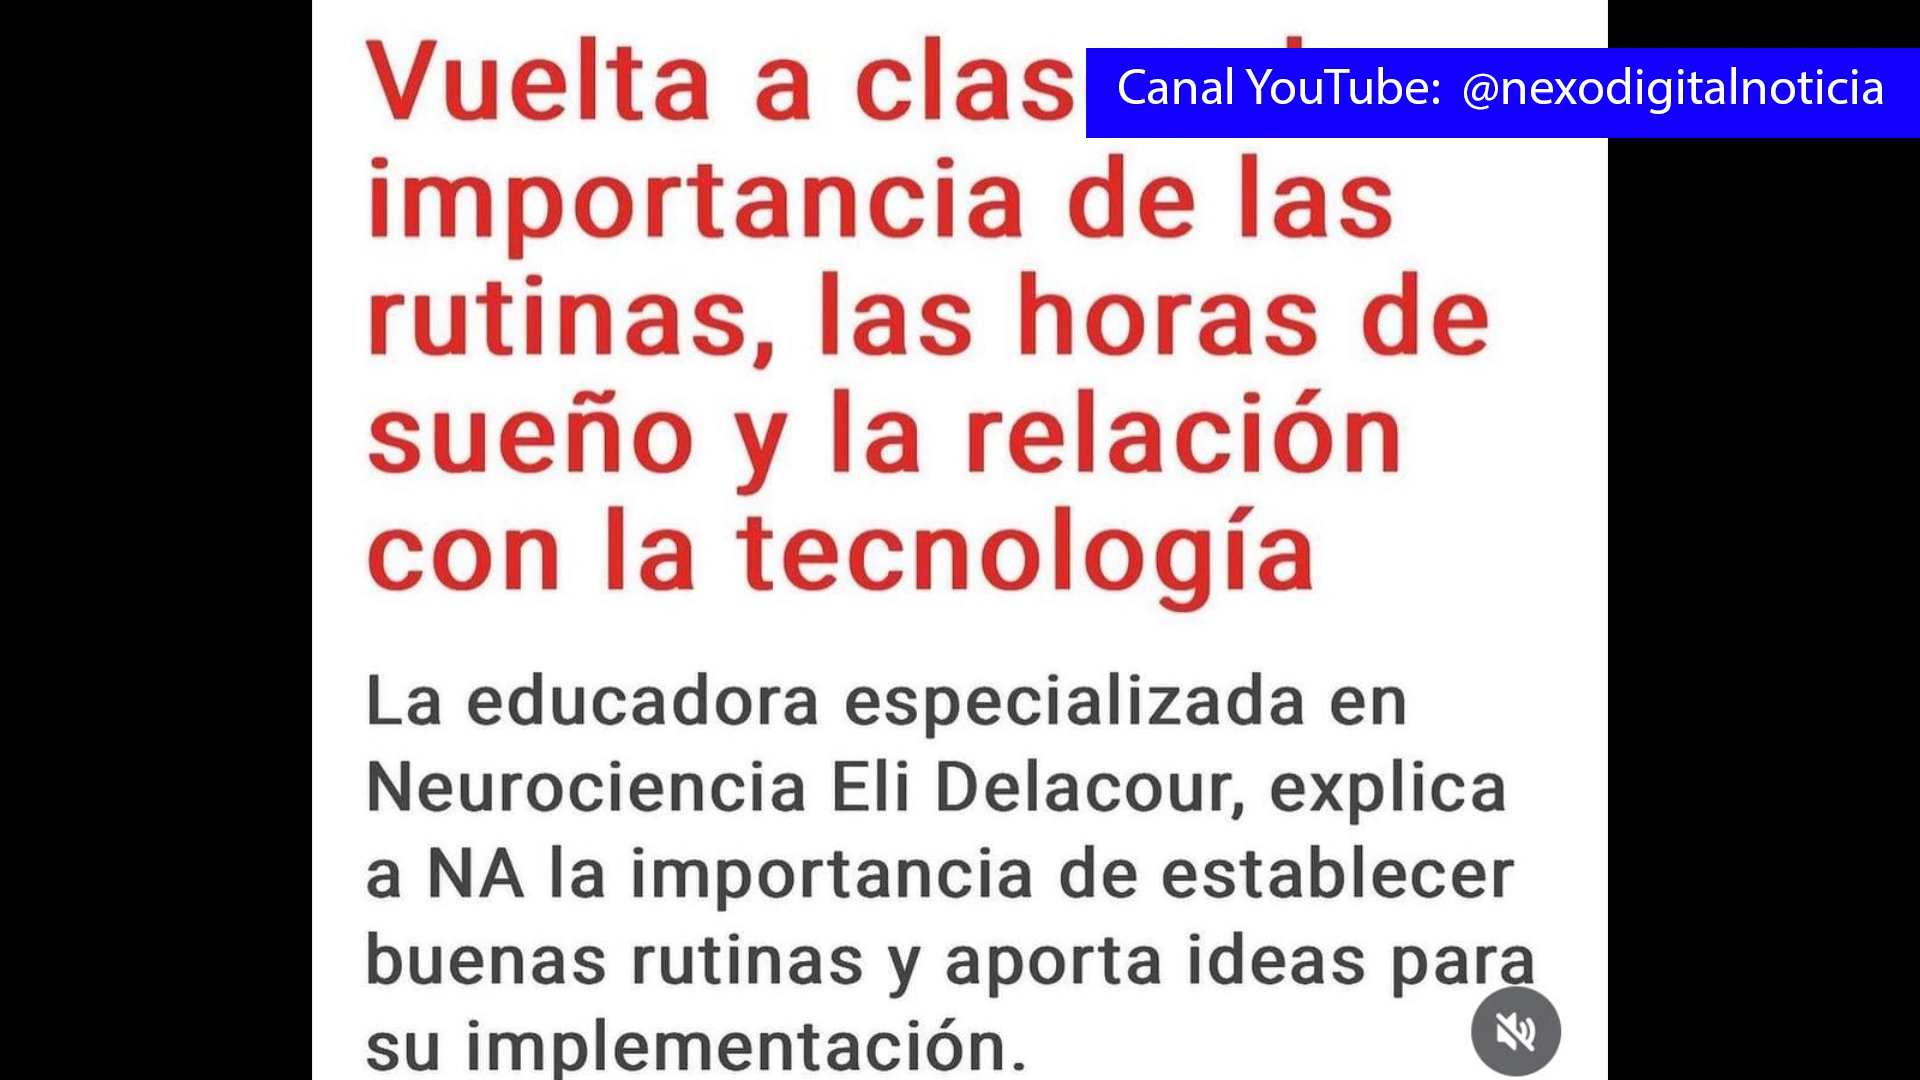 Vuelta a clas
Canal YouTube: @nexodigitalnoticia
importancia de las
rutinas, las horas de
sueño y la relación
con la tecnología
La educadora especializada en
Neurociencia Eli Delacour, explica
a NA la importancia de establecer
buenas rutinas y aporta ideas para
su implementación.